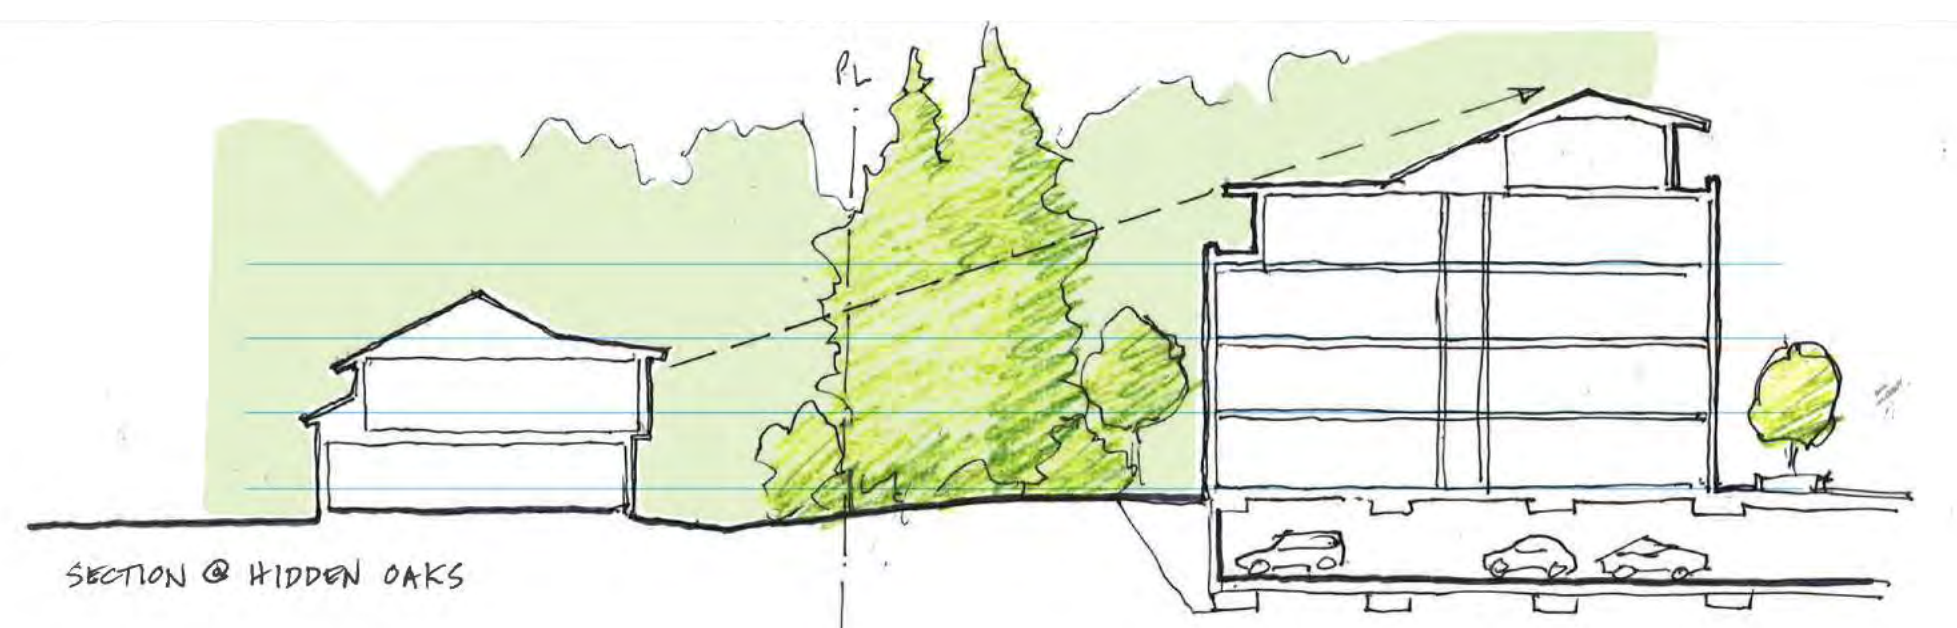 PL
SECTION @ HIDDEN OAKS